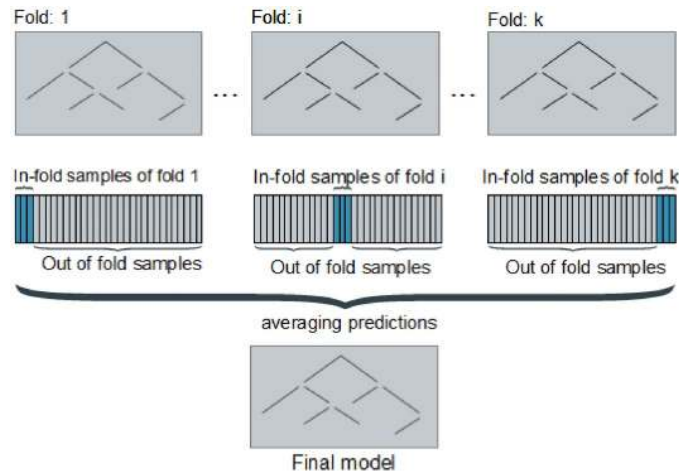 Fold: 1
Fold: i
Fold: k
...
...
In-fold samples of fold 1
In-fold samples of fold i
In-fold samples of fold k
Out of fold samples
Out of fold samples
Out of fold samples
averaging predictions
Final model